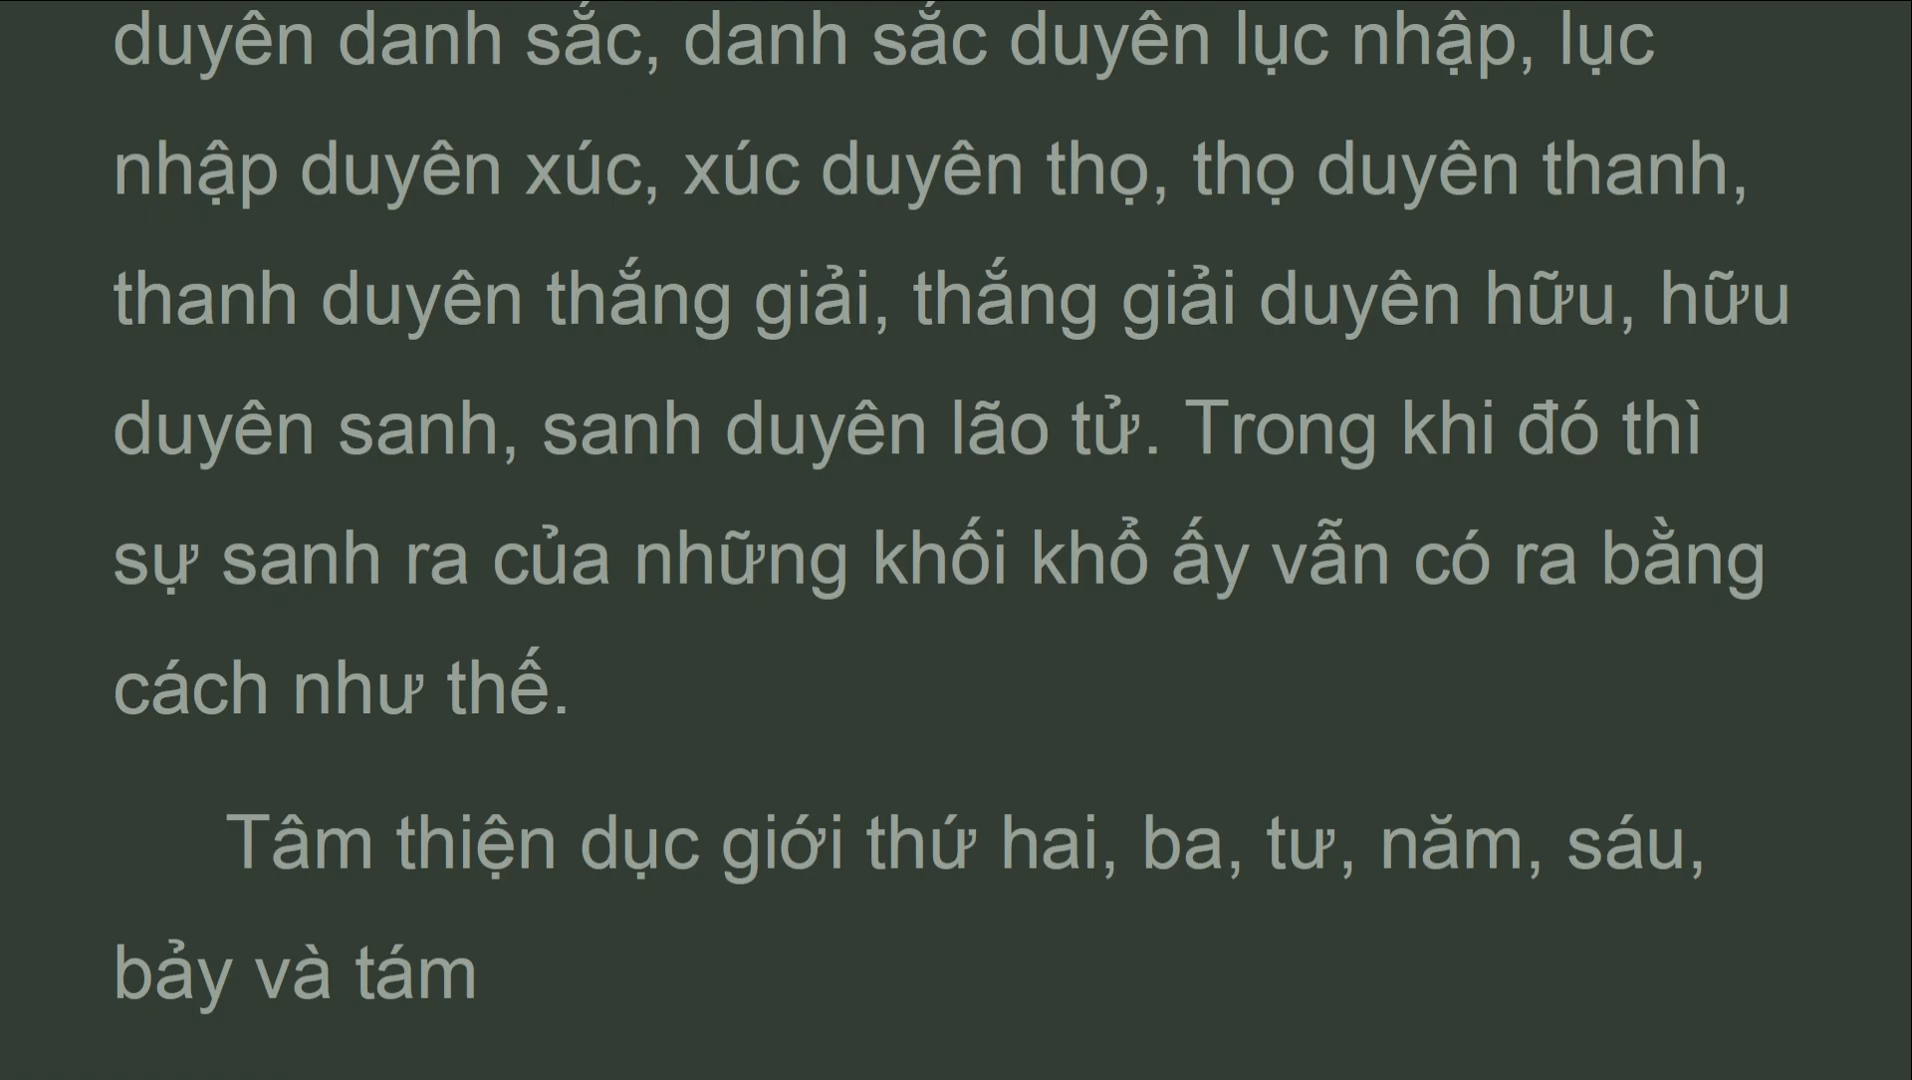 duyên danh sắc, danh sắc duyên lục nhập, lục
nhập duyên xúc, xúc duyên thọ, thọ duyên thanh,
thanh duyên thắng giải, thắng giải duyên hữu, hữu
duyên sanh, sanh duyên lão tử. Trong khi đó thì
sự sanh ra của những khối khổ ấy vẫn có ra bằng
cách như thế.
Tâm thiện dục giới thứ hai, ba, tư, năm, sáu,
bảy và tám